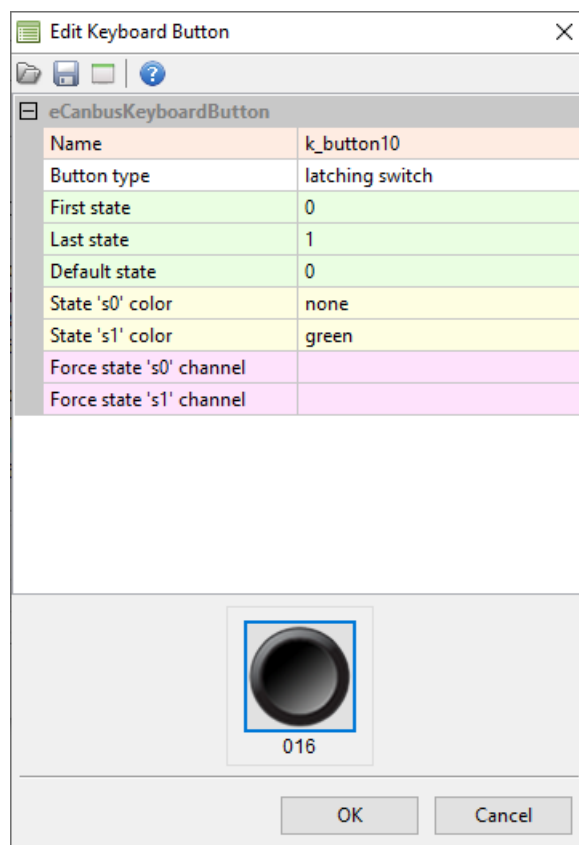 Edit Keyboard Button
eCanbusKeyboardButton
Name k_button10
Button type latching switch
First state 0
Last state 1
Default state 0
State 's0' color none
State 's1' color green
Force state 's0' channel
Force state 's1' channel
016
OK Cancel